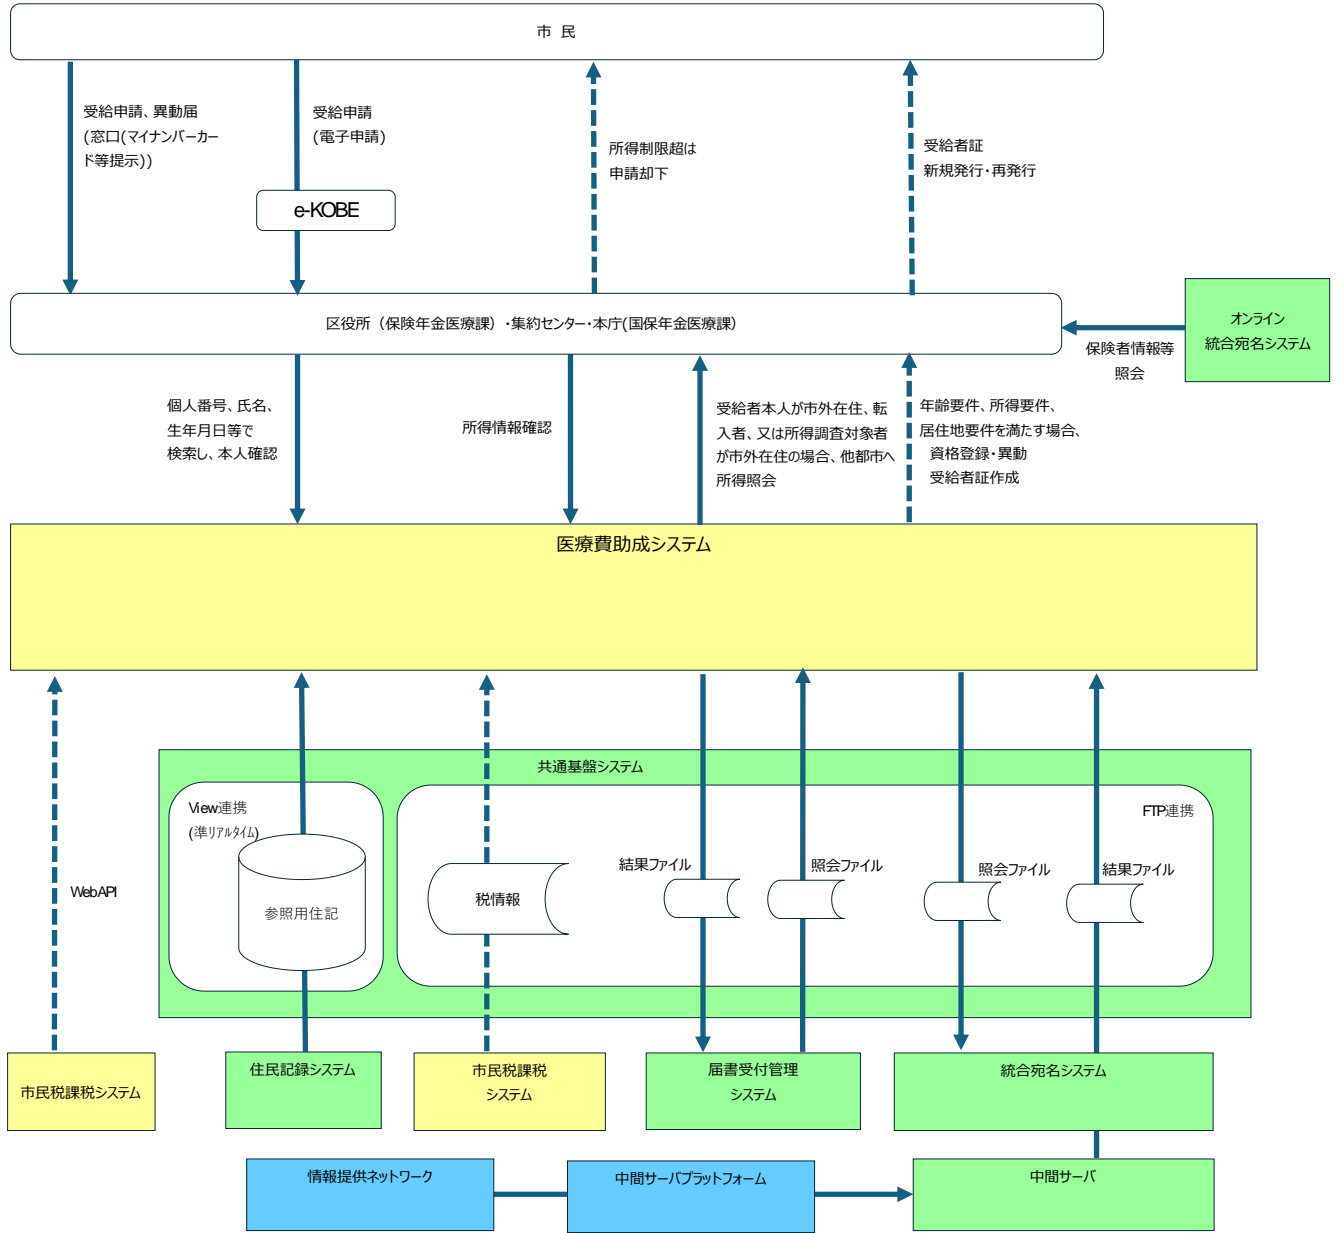 市 民
受給申請、異動届
(窓口(マイナンバーカー
ド等提示))
受給申請
(電子申請)
所得制限超は
申請却下
受給者証
新規発行・再発行
e-KOBE
区役所（保険年金医療課）・集約センター・本庁(国保年金医療課)
オンライン
統合宛名システム
保険者情報等
照会
個人番号、氏名、
生年月日等で
検索し、本人確認
所得情報確認
受給者本人が市外在住、転
入者、又は所得調査対象者
が市外在住の場合、他都市へ
所得照会
年齢要件、所得要件、
居住地要件を満たす場合、
資格登録・異動
受給者証作成
医療費助成システム
共通基盤システム
View連携
(準リアルタイム)
FTP連携
WebAPI
参照用住記
税情報
結果ファイル
照会ファイル
照会ファイル
結果ファイル
市民税課税システム
住民記録システム
市民税課税
システム
届書受付管理
システム
統合宛名システム
情報提供ネットワーク
中間サーバプラットフォーム
中間サーバ